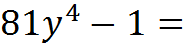 81y⁴ − 1 =